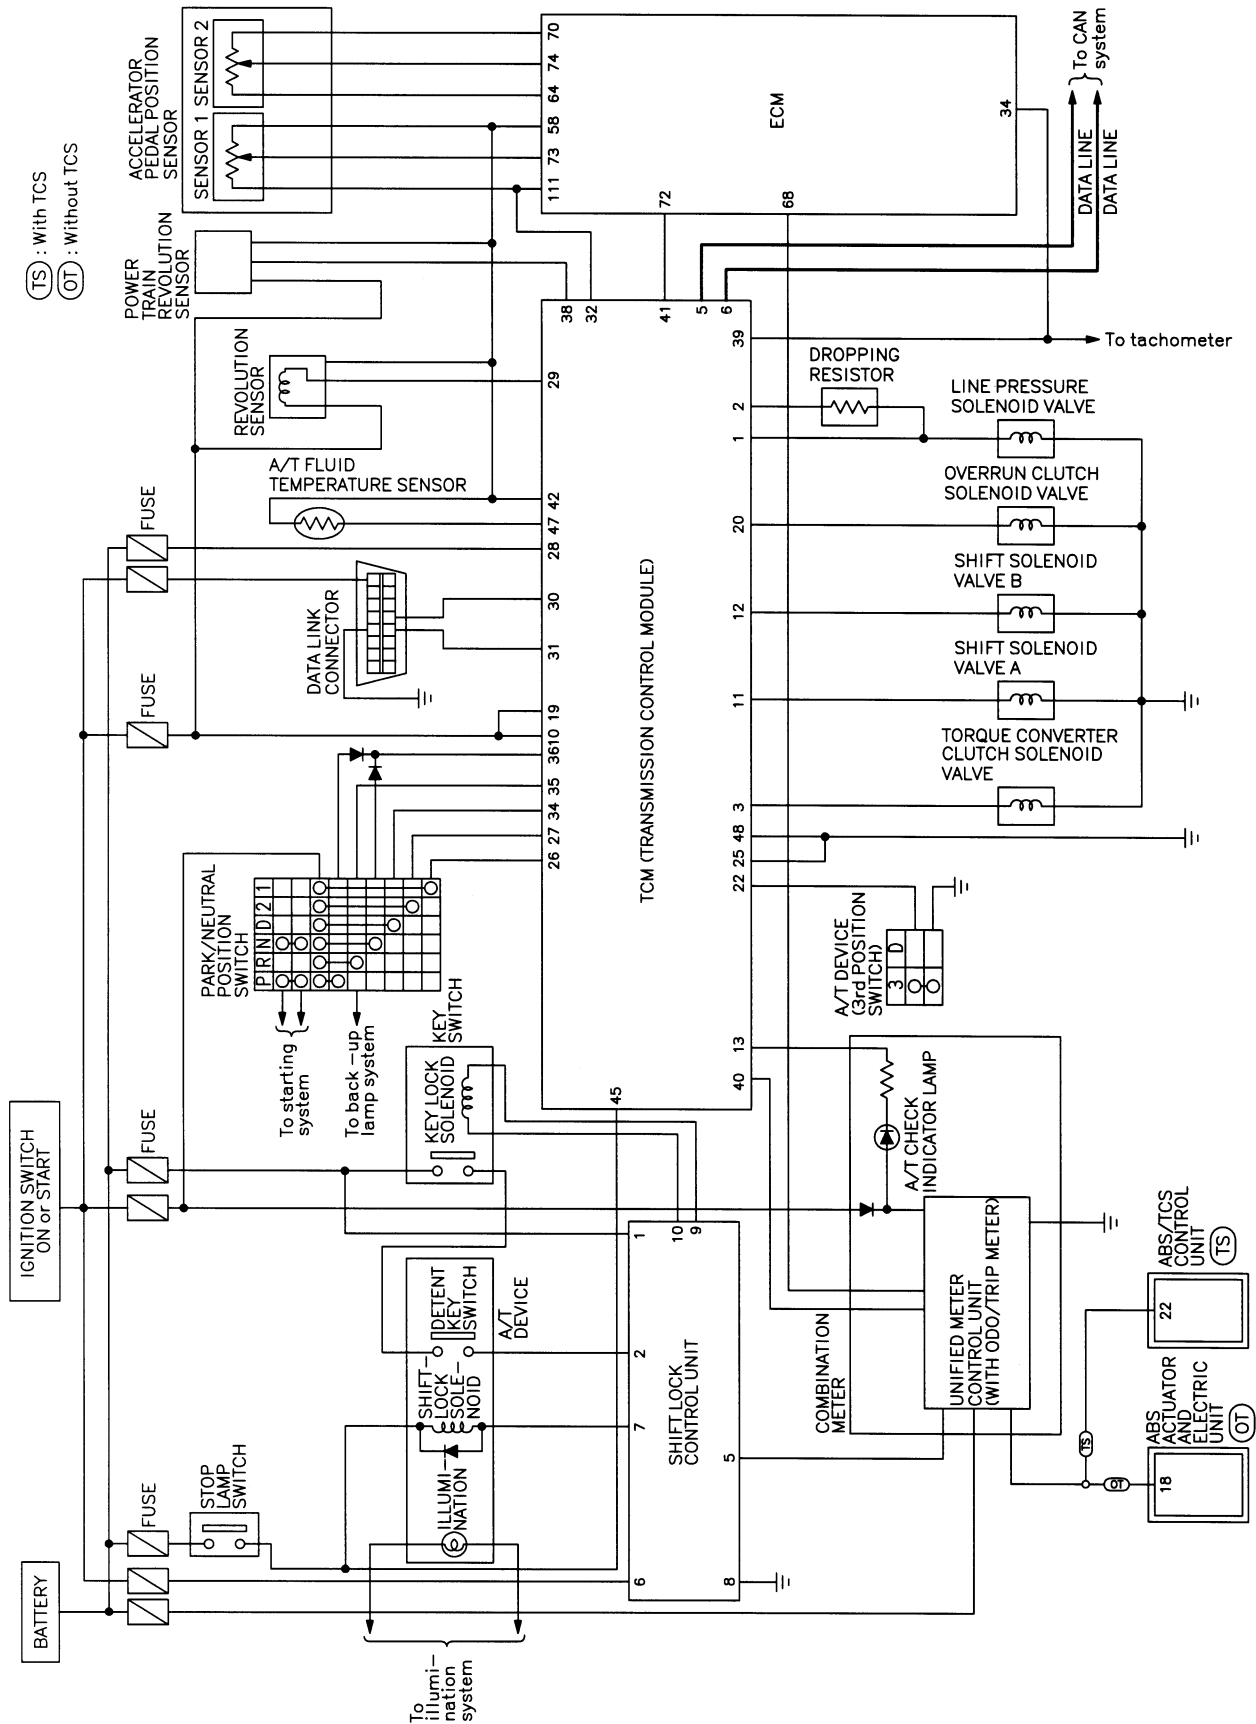 TS : With TCS
OT : Without TCS
IGNITION SWITCH
ON or START
BATTERY
FUSE
FUSE
FUSE
FUSE
STOP
LAMP
SWITCH
ACCELERATOR
PEDAL POSITION
SENSOR
SENSOR 1
SENSOR 2
POWER
TRAIN
REVOLUTION
SENSOR
REVOLUTION
SENSOR
A/T FLUID
TEMPERATURE SENSOR
DATA LINK
CONNECTOR
PARK/NEUTRAL
POSITION
SWITCH
P R N D 2 1
To starting
system
To back-up
lamp system
KEY
SWITCH
KEY LOCK
SOLENOID
DETENT
KEY
SWITCH
A/T
DEVICE
SHIFT-
LOCK
SOLE-
NOID
ILLUMI-
NATION
To
illumi-
nation
system
ECM
70
74
64
58
73
111
72
68
34
To CAN
system
DATA LINE
DATA LINE
To tachometer
TCM (TRANSMISSION CONTROL MODULE)
38
32
41
5
6
29
42
47
28
30
31
19
10
36
35
34
27
26
45
39
2
1
20
12
11
3
48
25
22
13
40
DROPPING
RESISTOR
LINE PRESSURE
SOLENOID VALVE
OVERRUN CLUTCH
SOLENOID VALVE
SHIFT SOLENOID
VALVE B
SHIFT SOLENOID
VALVE A
TORQUE CONVERTER
CLUTCH SOLENOID
VALVE
A/T DEVICE
(3rd POSITION
SWITCH)
3 D
A/T CHECK
INDICATOR LAMP
SHIFT LOCK
CONTROL UNIT
1
10
9
2
7
5
6
8
COMBINATION
METER
UNIFIED METER
CONTROL UNIT
(WITH ODO/TRIP METER)
ABS/TCS
CONTROL
UNIT
TS
22
TS
ABS
ACTUATOR
AND
ELECTRIC
UNIT
OT
18
OT